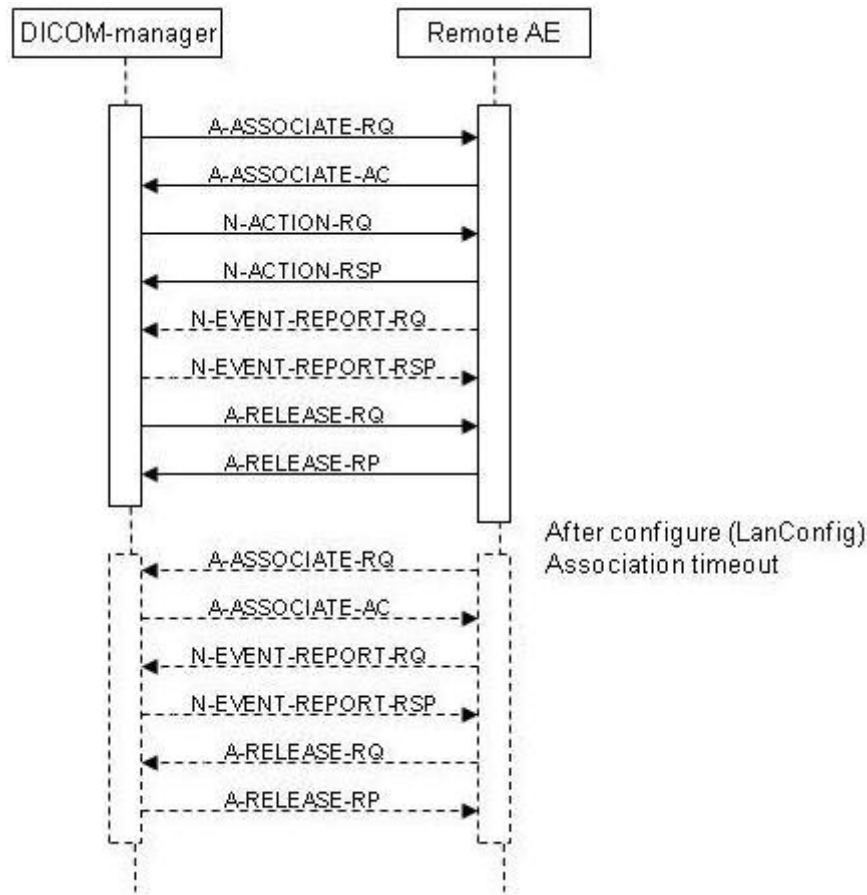 DICOM-manager
Remote AE
A-ASSOCIATE-RQ
A-ASSOCIATE-AC
N-ACTION-RQ
N-ACTION-RSP
N-EVENT-REPORT-RQ
N-EVENT-REPORT-RSP
A-RELEASE-RQ
A-RELEASE-RP
After configure (LanConfig)
Association timeout
A-ASSOCIATE-RQ
A-ASSOCIATE-AC
N-EVENT-REPORT-RQ
N-EVENT-REPORT-RSP
A-RELEASE-RQ
A-RELEASE-RP